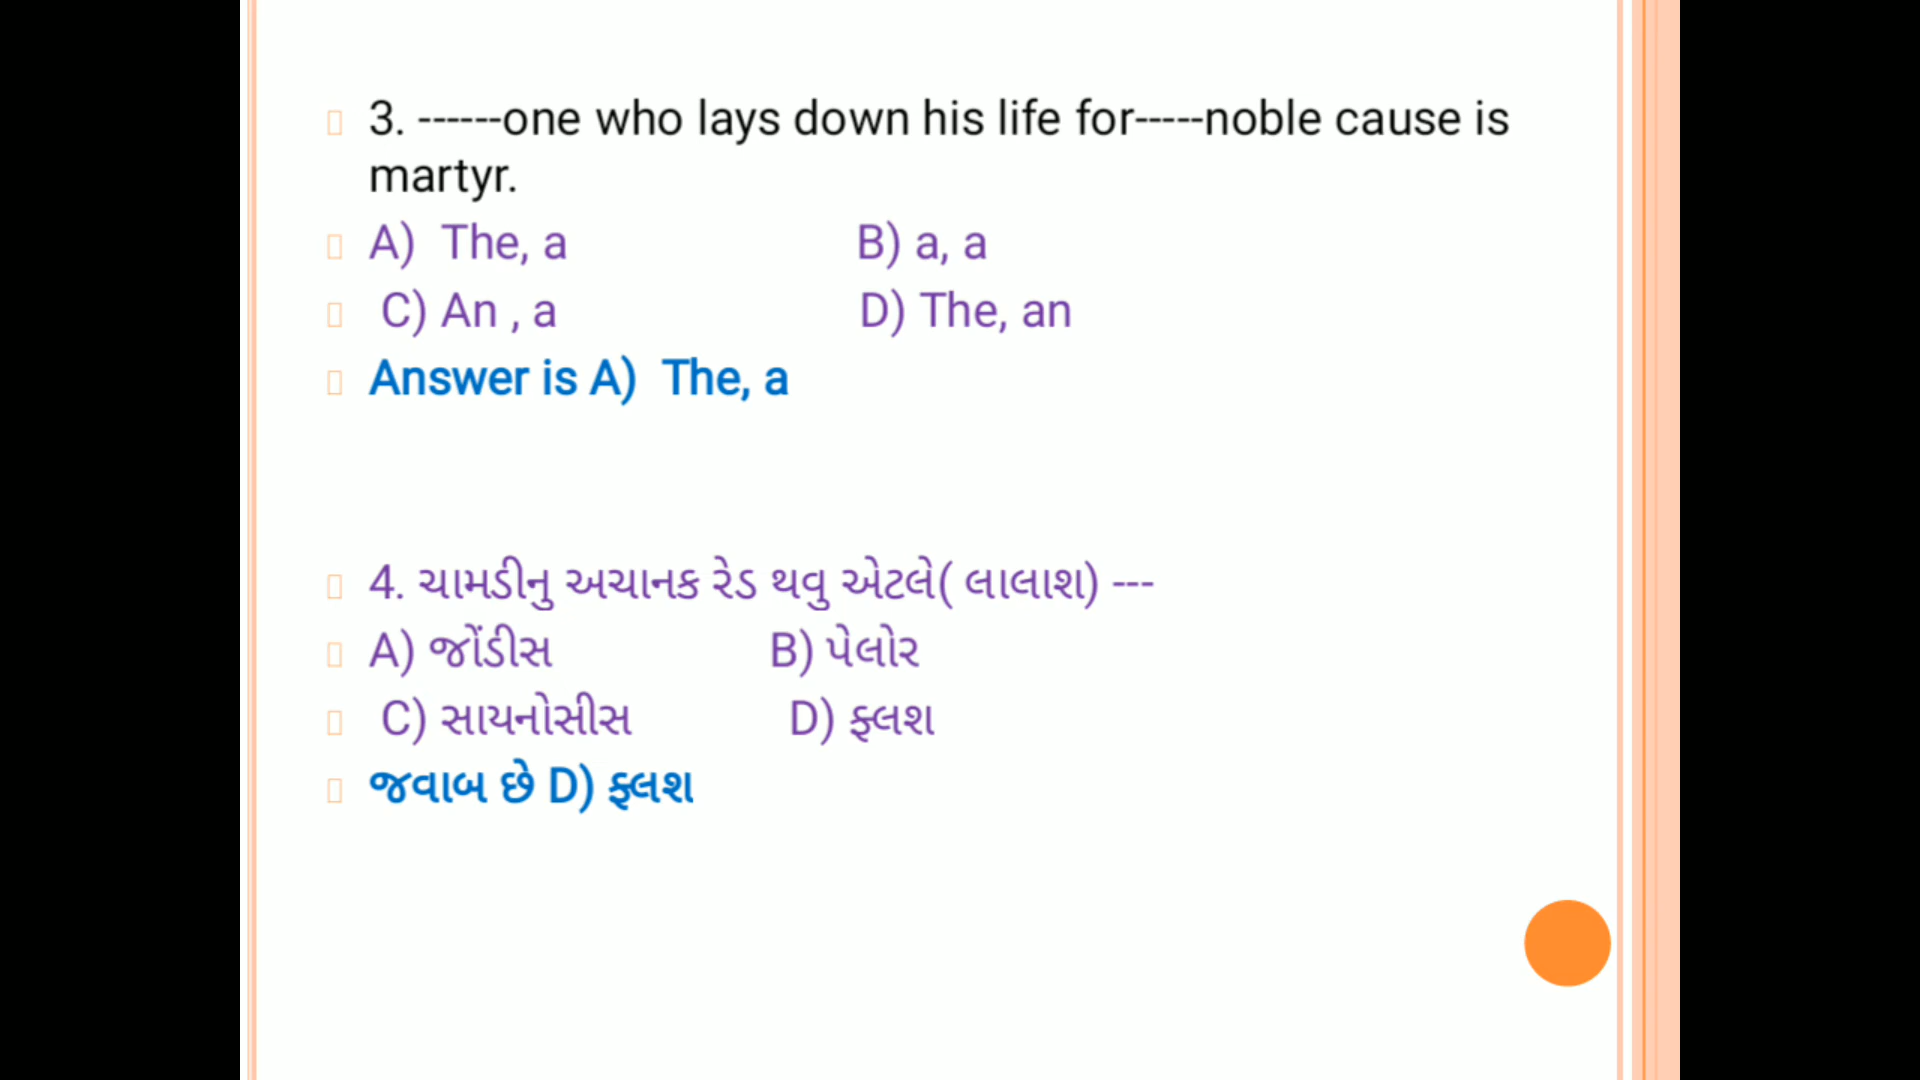 3. ------one who lays down his life for-----noble cause is
martyr.
A)  The, a B) a, a
C) An , a D) The, an
Answer is A)  The, a
4. ચામડીનુ અચાનક રેડ થવુ એટલે( લાલાશ) ---
A) જોંડીસ B) પેલોર
C) સાયનોસીસ D) ફ્લશ
જવાબ છે D) ફ્લશ